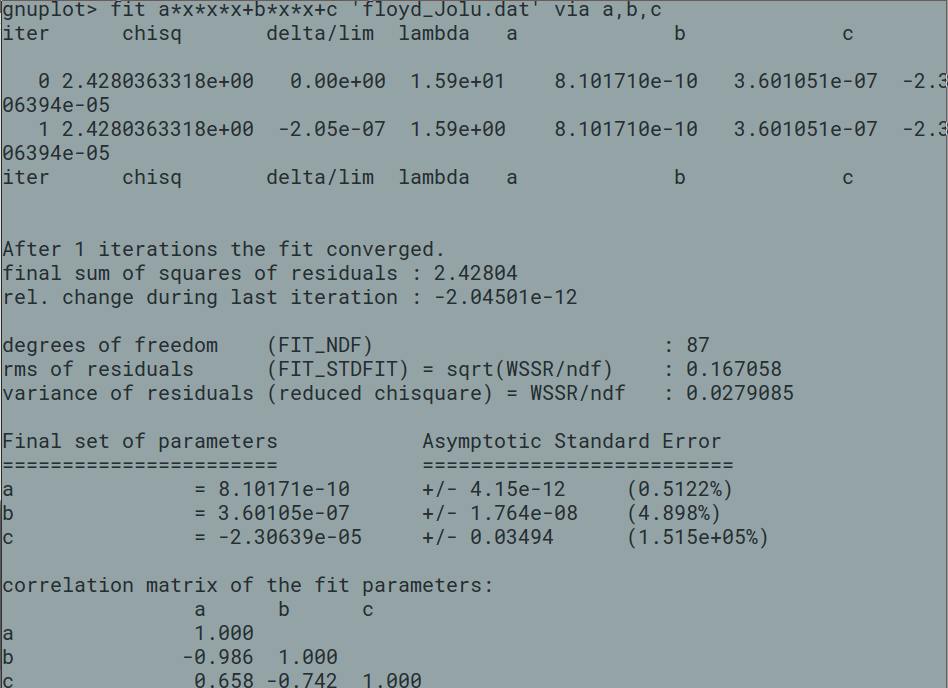 gnuplot> fit a*x*x*x+b*x*x+c 'floyd_Jolu.dat' via a,b,c
iter      chisq       delta/lim  lambda   a             b             c
0 2.4280363318e+00   0.00e+00  1.59e+01    8.101710e-10   3.601051e-07  -2.3
06394e-05
1 2.4280363318e+00  -2.05e-07  1.59e+00    8.101710e-10   3.601051e-07  -2.3
06394e-05
iter      chisq       delta/lim  lambda   a             b             c
After 1 iterations the fit converged.
final sum of squares of residuals : 2.42804
rel. change during last iteration : -2.04501e-12
degrees of freedom    (FIT_NDF)                        : 87
rms of residuals      (FIT_STDFIT) = sqrt(WSSR/ndf)    : 0.167058
variance of residuals (reduced chisquare) = WSSR/ndf   : 0.0279085
Final set of parameters            Asymptotic Standard Error
=======================            ==========================
a               = 8.10171e-10      +/- 4.15e-12     (0.5122%)
b               = 3.60105e-07      +/- 1.764e-08    (4.898%)
c               = -2.30639e-05     +/- 0.03494      (1.515e+05%)
correlation matrix of the fit parameters:
a      b      c
a               1.000
b              -0.986  1.000
c               0.658 -0.742  1.000